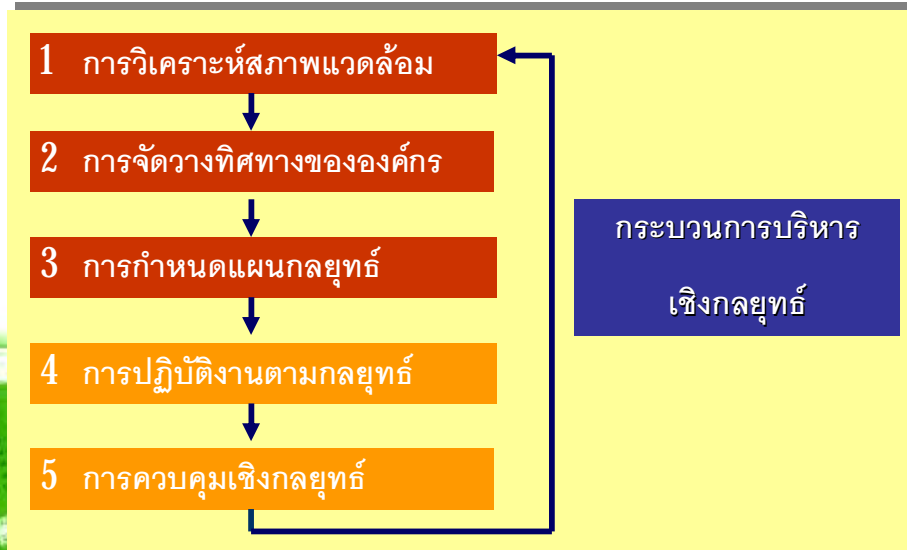 1 การวิเคราะห์สภาพแวดล้อม
2 การจัดวางทิศทางขององค์กร
3 การกำหนดแผนกลยุทธ์
4 การปฏิบัติงานตามกลยุทธ์
5 การควบคุมเชิงกลยุทธ์
กระบวนการบริหาร
เชิงกลยุทธ์